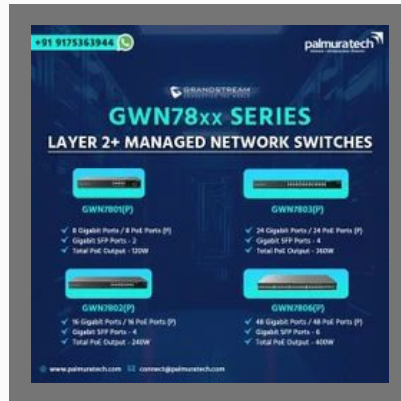 +91 9175363944
palmuratech
GRANDSTREAM
CONNECTING THE WORLD
GWN78xx SERIES
LAYER 2+ MANAGED NETWORK SWITCHES
GWN7801(P)
8 Gigabit Ports / 8 PoE Ports (P)
Gigabit SFP Ports - 2
Total PoE Output - 120W
GWN7803(P)
24 Gigabit Ports / 24 PoE Ports (P)
Gigabit SFP Ports - 4
Total PoE Output - 360W
GWN7802(P)
16 Gigabit Ports / 16 PoE Ports (P)
Gigabit SFP Ports - 4
Total PoE Output - 240W
GWN7806(P)
48 Gigabit Ports / 48 PoE Ports (P)
Gigabit SFP Ports - 6
Total PoE Output - 400W
www.palmuratech.com connect@palmuratech.com